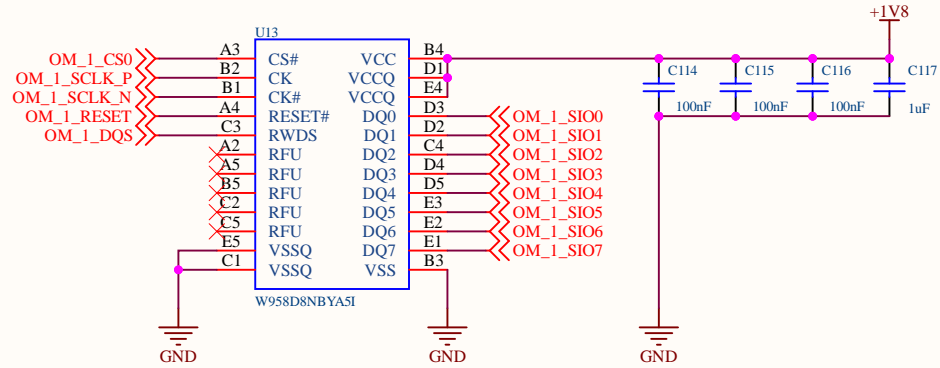 +1V8
U13
OM_1_CS0 A3 CS# VCC B4
OM_1_SCLK_P B2 CK VCCQ D1
OM_1_SCLK_N B1 CK# VCCQ E4
OM_1_RESET A4 RESET# DQ0 D3 OM_1_SIO0
OM_1_DQS C3 RWDS DQ1 D2 OM_1_SIO1
A2 RFU DQ2 C4 OM_1_SIO2
A5 RFU DQ3 D4 OM_1_SIO3
B5 RFU DQ4 D5 OM_1_SIO4
C2 RFU DQ5 E3 OM_1_SIO5
C5 RFU DQ6 E2 OM_1_SIO6
E5 VSSQ DQ7 E1 OM_1_SIO7
C1 VSSQ VSS B3
W958D8NBYA5I
C114 C115 C116 C117
100nF 100nF 100nF 1uF
GND GND GND